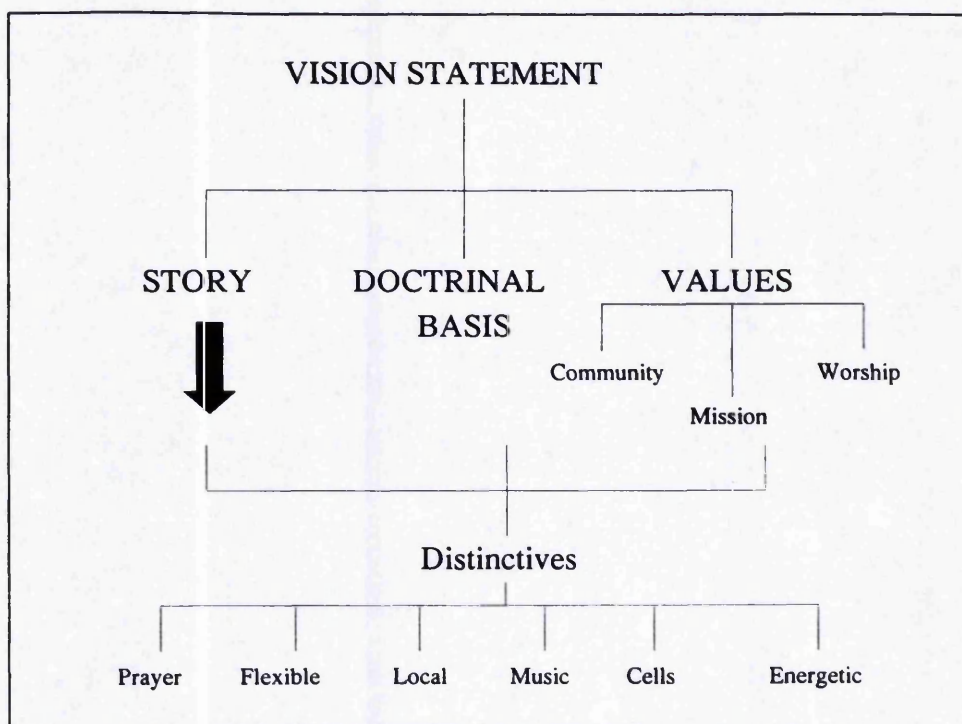 VISION STATEMENT
STORY
DOCTRINAL
BASIS
VALUES
Community
Mission
Worship
Distinctives
Prayer
Flexible
Local
Music
Cells
Energetic